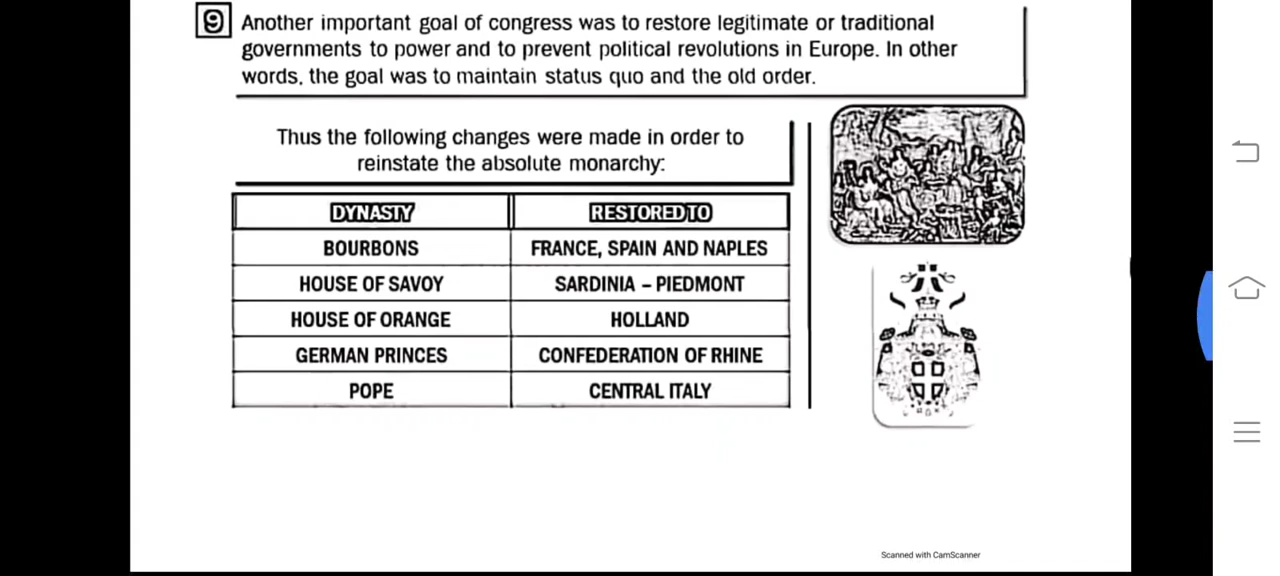 9 Another important goal of congress was to restore legitimate or traditional
governments to power and to prevent political revolutions in Europe. In other
words, the goal was to maintain status quo and the old order.
Thus the following changes were made in order to
reinstate the absolute monarchy:
DYNASTY RESTORED TO
BOURBONS FRANCE, SPAIN AND NAPLES
HOUSE OF SAVOY SARDINIA – PIEDMONT
HOUSE OF ORANGE HOLLAND
GERMAN PRINCES CONFEDERATION OF RHINE
POPE CENTRAL ITALY
Scanned with CamScanner